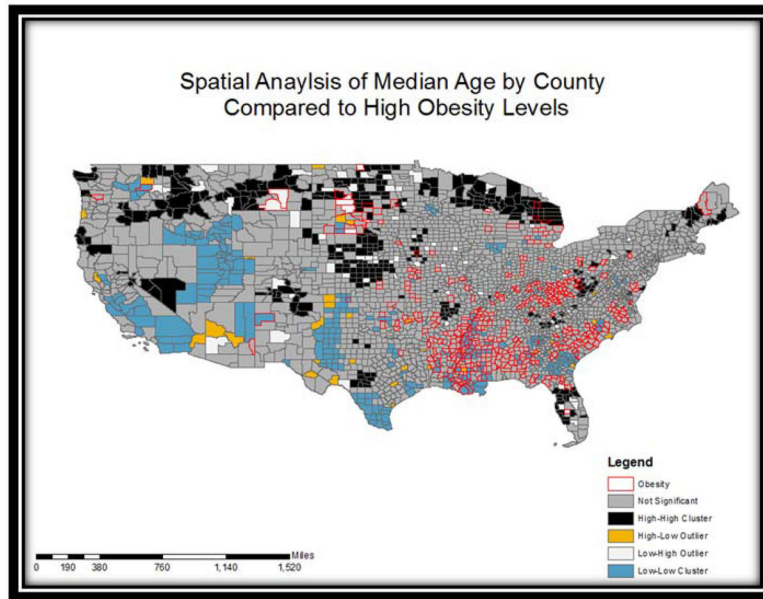 Spatial Anaylsis of Median Age by County
Compared to High Obesity Levels
Legend
Obesity
Not Significant
High-High Cluster
High-Low Outlier
Low-High Outlier
Low-Low Cluster
Miles
0 190 380 760 1,140 1,520